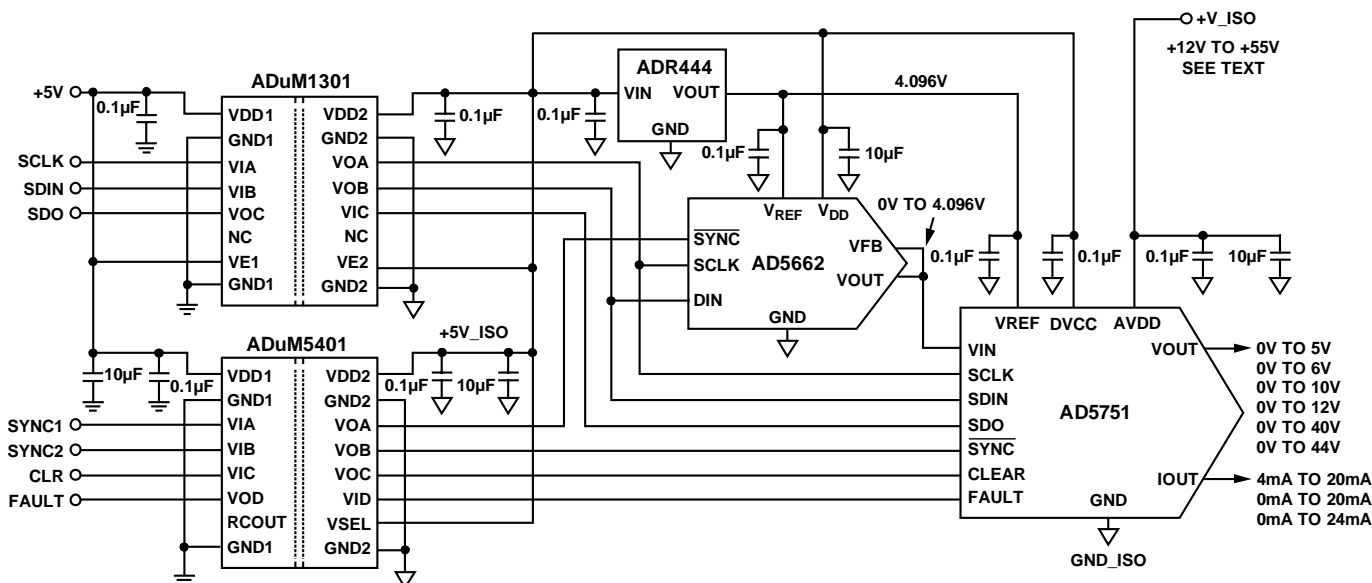 +V_ISO
+12V TO +55V
SEE TEXT
ADuM1301
+5V
0.1µF
VDD1
GND1
VIA
VIB
VOC
NC
VE1
GND1
SCLK
SDIN
SDO
VDD2
GND2
VOA
VOB
VIC
NC
VE2
GND2
0.1µF
0.1µF
ADR444
VIN
VOUT
GND
4.096V
0.1µF
10µF
VREF
VDD
0V TO 4.096V
SYNC
SCLK
DIN
AD5662
VFB
VOUT
GND
0.1µF
0.1µF
0.1µF
10µF
ADuM5401
10µF
0.1µF
VDD1
GND1
VIA
VIB
VIC
VOD
RCOUT
GND1
SYNC1
SYNC2
CLR
FAULT
VDD2
GND2
VOA
VOB
VOC
VID
VSEL
GND2
+5V_ISO
0.1µF
10µF
VREF
DVCC
AVDD
VIN
SCLK
SDIN
SDO
SYNC
CLEAR
FAULT
AD5751
VOUT
IOUT
GND
GND_ISO
0V TO 5V
0V TO 6V
0V TO 10V
0V TO 12V
0V TO 40V
0V TO 44V
4mA TO 20mA
0mA TO 20mA
0mA TO 24mA